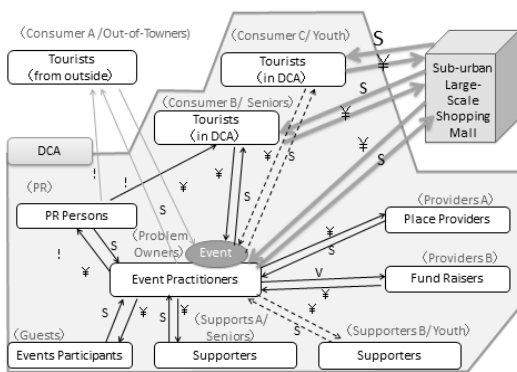 (Consumer A /Out-of-Towners)
Tourists
(from outside)
(Consumer C/ Youth)
Tourists
(in DCA)
S
¥
S
¥
¥
S
Sub-urban
Large-
Scale
Shopping
Mall
(Consumer B/ Seniors)
Tourists
(in DCA)
DCA
(PR)
!
!
¥
¥
S
¥
S
¥
S
PR Persons
S
!
¥
(Problem
Owners)
Event
Event Practitioners
(Providers A)
Place Providers
¥
S
(Providers B)
Fund Raisers
V
¥
¥
(Guests)
Events Participants
S
¥
(Supports A/
Seniors)
Supporters
S
¥
(Supporters B/Youth)
Supporters
S
¥